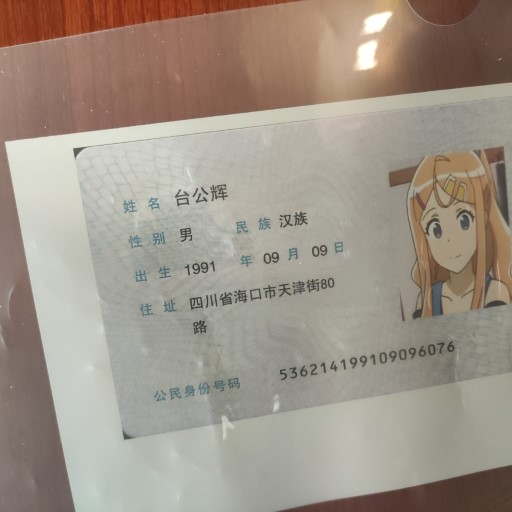 姓名 台公辉
性别 男 民族 汉族
出生 1991 年 09 月 09 日
住址 四川省海口市天津街80
路
公民身份号码 536214199109096076